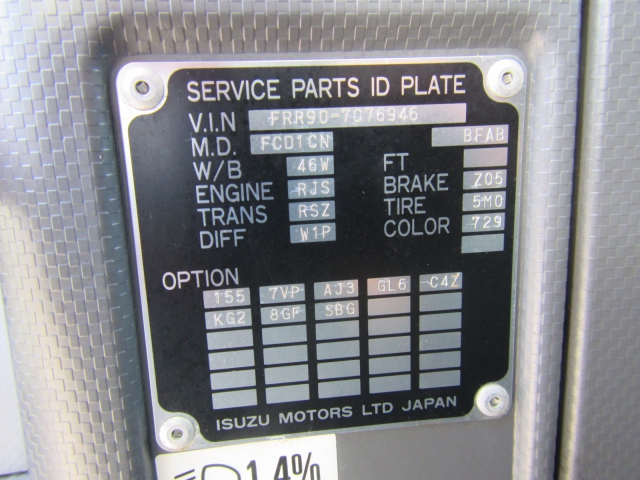 SERVICE PARTS ID PLATE
V.I.N FRR90-7076946
M.D. FCD1CN BFAB
W/B 46W FT
ENGINE RJS BRAKE Z05
TRANS RSZ TIRE 5M0
DIFF W1P COLOR 729
OPTION
155 7VP AJ3 GL6 C4Z
KG2 8GF SBG
ISUZU MOTORS LTD JAPAN
1.4%